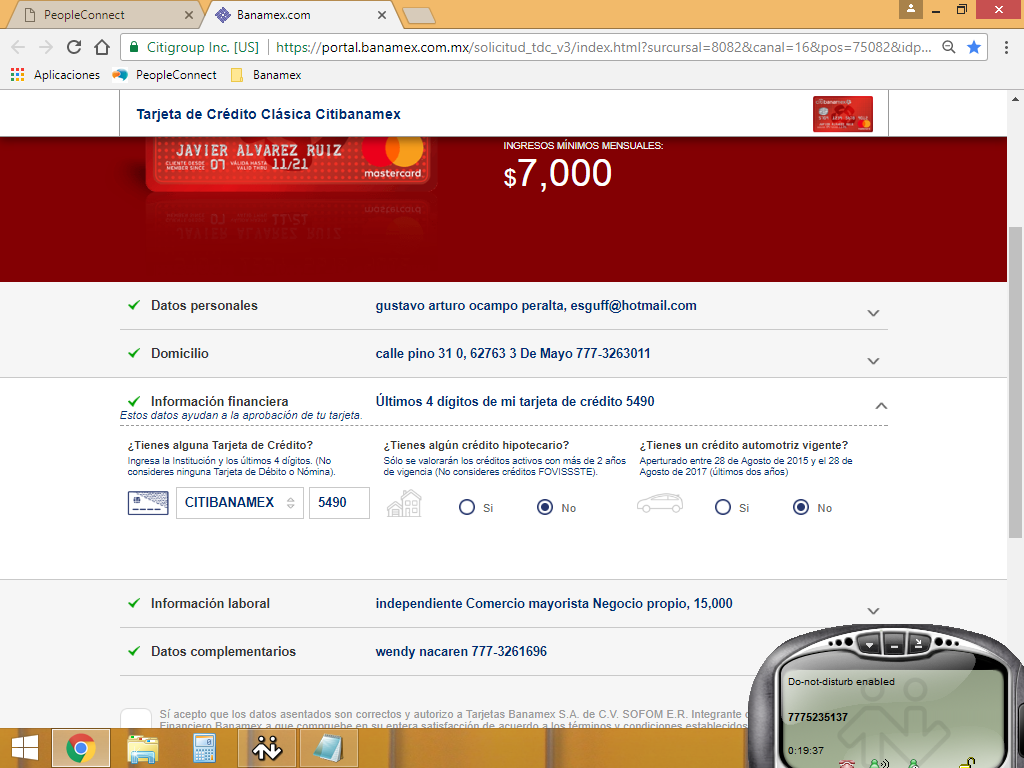 PeopleConnect
Banamex.com
Citigroup Inc. [US] https://portal.banamex.com.mx/solicitud_tdc_v3/index.html?surcursal=8082&canal=16&pos=75082&idp...
Aplicaciones PeopleConnect Banamex
Tarjeta de Crédito Clásica Citibanamex
JAVIER ALVAREZ RUIZ
CLIENTE DESDE MEMBER SINCE 07 VÁLIDA HASTA VALID THRU 11/21
mastercard
INGRESOS MÍNIMOS MENSUALES:
$7,000
Datos personales gustavo arturo ocampo peralta, esguff@hotmail.com
Domicilio calle pino 31 0, 62763 3 De Mayo 777-3263011
Información financiera Últimos 4 dígitos de mi tarjeta de crédito 5490
Estos datos ayudan a la aprobación de tu tarjeta.
¿Tienes alguna Tarjeta de Crédito?
Ingresa la Institución y los últimos 4 dígitos. (No
consideres ninguna Tarjeta de Débito o Nómina).
CITIBANAMEX 5490
¿Tienes algún crédito hipotecario?
Sólo se valorarán los créditos activos con más de 2 años
de vigencia (No consideres créditos FOVISSSTE).
Si No
¿Tienes un crédito automotriz vigente?
Aperturado entre 28 de Agosto de 2015 y el 28 de
Agosto de 2017 (últimos dos años)
Si No
Información laboral independiente Comercio mayorista Negocio propio, 15,000
Datos complementarios wendy nacaren 777-3261696
Sí acepto que los datos asentados son correctos y autorizo a Tarjetas Banamex S.A. de C.V. SOFOM E.R. Integrante
Financiero Banamex a que compruebe en su entera satisfacción de acuerdo a los términos y condiciones establecidos
Do-not-disturb enabled
7775235137
0:19:37